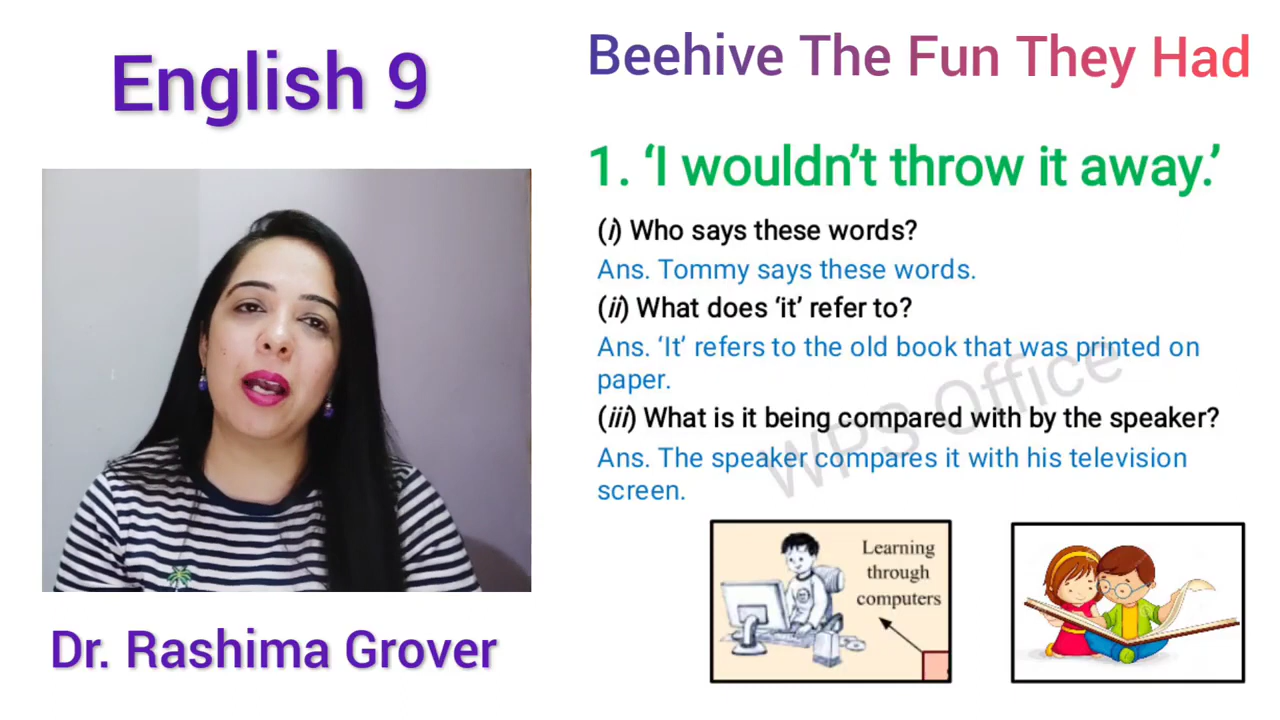 English 9
Beehive The Fun They Had
1. ‘I wouldn’t throw it away.’
(i) Who says these words?
Ans. Tommy says these words.
(ii) What does ‘it’ refer to?
Ans. ‘It’ refers to the old book that was printed on
paper.
(iii) What is it being compared with by the speaker?
Ans. The speaker compares it with his television
screen.
WPS Office
Learning
through
computers
Dr. Rashima Grover